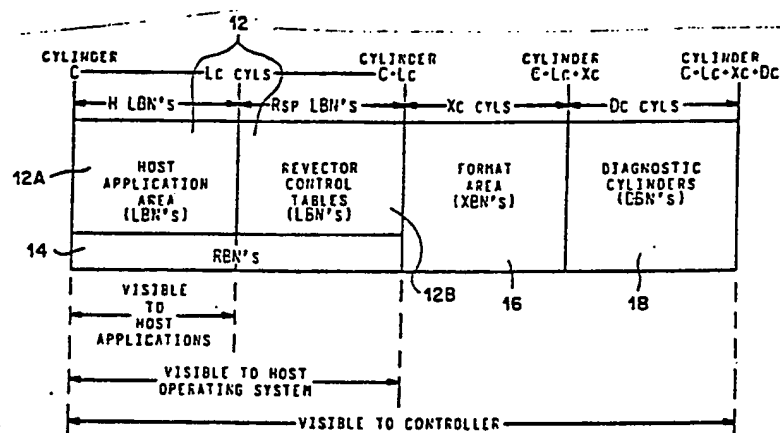 12
CYLINDER C
LC CYLS
CYLINDER C+LC
CYLINDER C+LC+XC
CYLINDER C+LC+XC+DC
H LBN'S
RSP LBN'S
XC CYLS
DC CYLS
12A
HOST
APPLICATION
AREA
(LBN'S)
REVECTOR
CONTROL
TABLES
(LBN'S)
FORMAT
AREA
(XBN'S)
DIAGNOSTIC
CYLINDERS
(DBN'S)
14
RBN'S
12B
16
18
VISIBLE
TO
HOST
APPLICATIONS
VISIBLE TO HOST
OPERATING SYSTEM
VISIBLE TO CONTROLLER